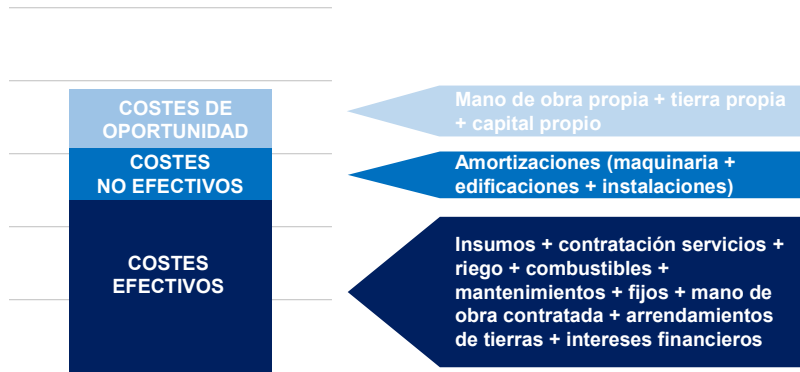 COSTES DE
OPORTUNIDAD
Mano de obra propia + tierra propia
+ capital propio
COSTES
NO EFECTIVOS
Amortizaciones (maquinaria +
edificaciones + instalaciones)
COSTES
EFECTIVOS
Insumos + contratación servicios +
riego + combustibles +
mantenimientos + fijos + mano de
obra contratada + arrendamientos
de tierras + intereses financieros